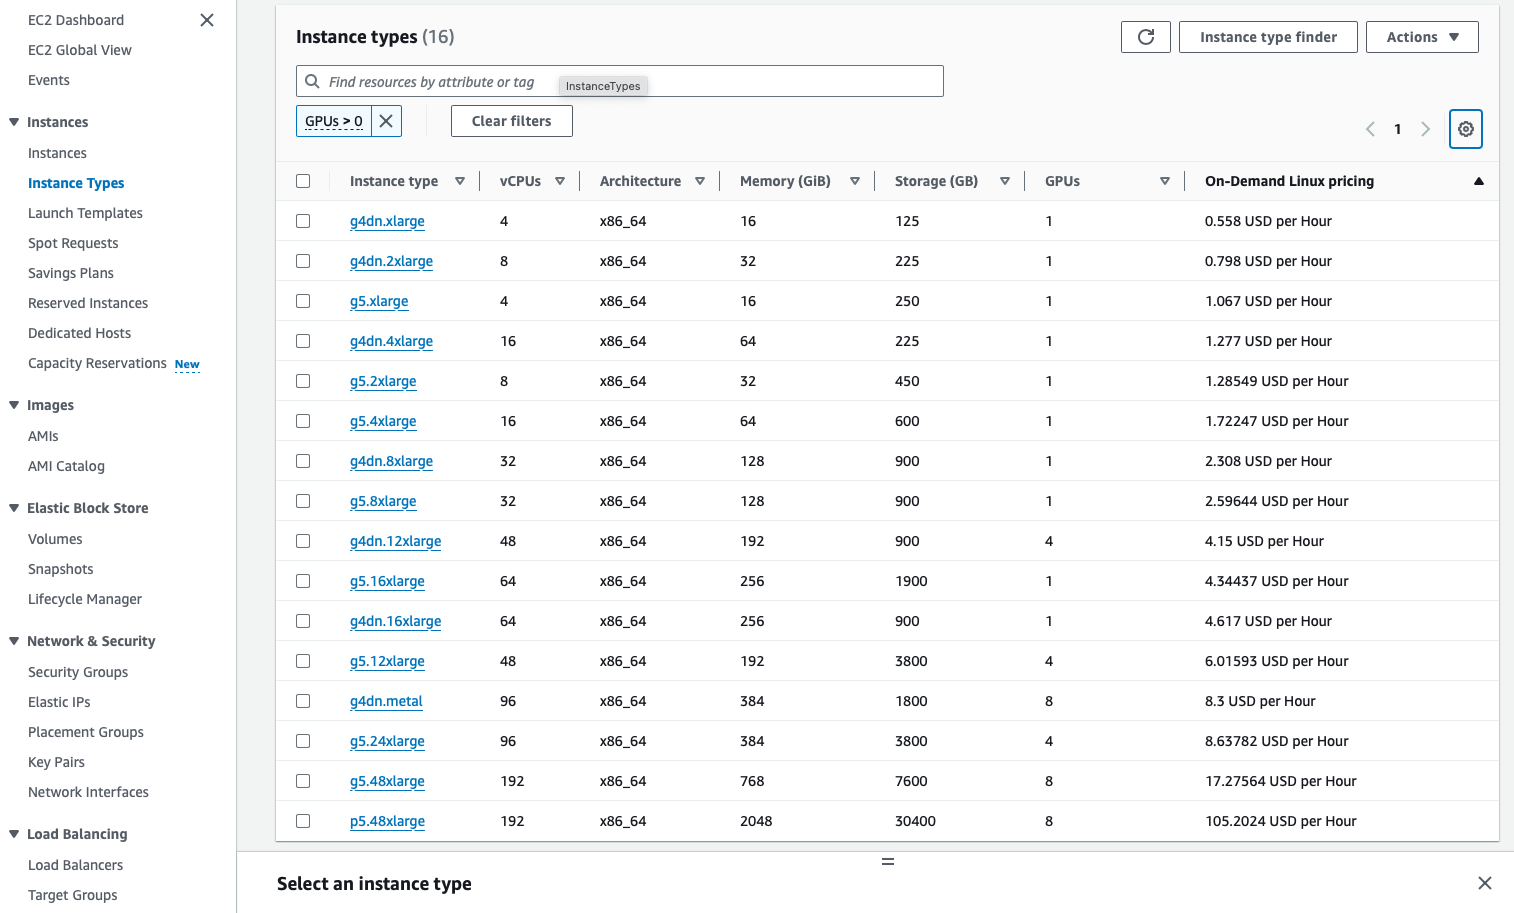 EC2 Dashboard
EC2 Global View
Events
Instances
Instances
Instance Types
Launch Templates
Spot Requests
Savings Plans
Reserved Instances
Dedicated Hosts
Capacity Reservations New
Images
AMIs
AMI Catalog
Elastic Block Store
Volumes
Snapshots
Lifecycle Manager
Network & Security
Security Groups
Elastic IPs
Placement Groups
Key Pairs
Network Interfaces
Load Balancing
Load Balancers
Target Groups
Instance types (16)
Instance type finder
Actions
Find resources by attribute or tag
InstanceTypes
GPUs > 0
Clear filters
1
Instance type vCPUs Architecture Memory (GiB) Storage (GB) GPUs On-Demand Linux pricing
g4dn.xlarge 4 x86_64 16 125 1 0.558 USD per Hour
g4dn.2xlarge 8 x86_64 32 225 1 0.798 USD per Hour
g5.xlarge 4 x86_64 16 250 1 1.067 USD per Hour
g4dn.4xlarge 16 x86_64 64 225 1 1.277 USD per Hour
g5.2xlarge 8 x86_64 32 450 1 1.28549 USD per Hour
g5.4xlarge 16 x86_64 64 600 1 1.72247 USD per Hour
g4dn.8xlarge 32 x86_64 128 900 1 2.308 USD per Hour
g5.8xlarge 32 x86_64 128 900 1 2.59644 USD per Hour
g4dn.12xlarge 48 x86_64 192 900 4 4.15 USD per Hour
g5.16xlarge 64 x86_64 256 1900 1 4.34437 USD per Hour
g4dn.16xlarge 64 x86_64 256 900 1 4.617 USD per Hour
g5.12xlarge 48 x86_64 192 3800 4 6.01593 USD per Hour
g4dn.metal 96 x86_64 384 1800 8 8.3 USD per Hour
g5.24xlarge 96 x86_64 384 3800 4 8.63782 USD per Hour
g5.48xlarge 192 x86_64 768 7600 8 17.27564 USD per Hour
p5.48xlarge 192 x86_64 2048 30400 8 105.2024 USD per Hour
Select an instance type